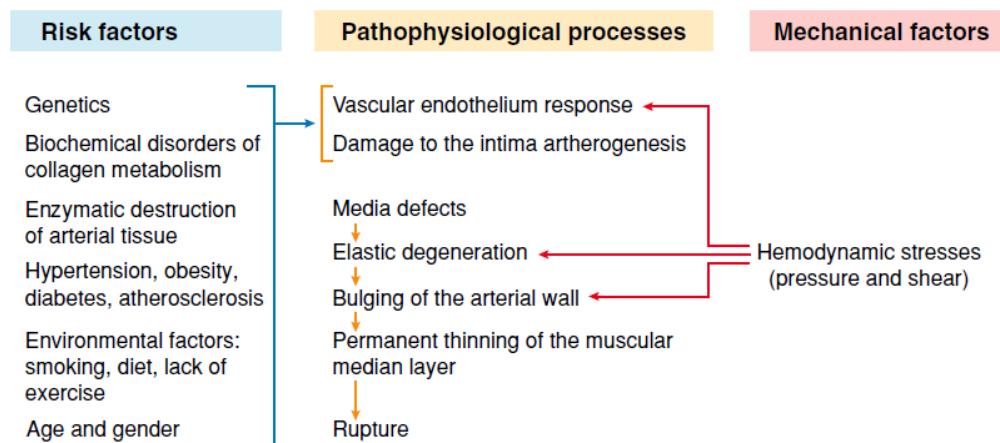 Risk factors
Pathophysiological processes
Mechanical factors
Genetics
Biochemical disorders of
collagen metabolism
Enzymatic destruction
of arterial tissue
Hypertension, obesity,
diabetes, atherosclerosis
Environmental factors:
smoking, diet, lack of
exercise
Age and gender
Vascular endothelium response
Damage to the intima artherogenesis
Media defects
Elastic degeneration
Bulging of the arterial wall
Permanent thinning of the muscular
median layer
Rupture
Hemodynamic stresses
(pressure and shear)